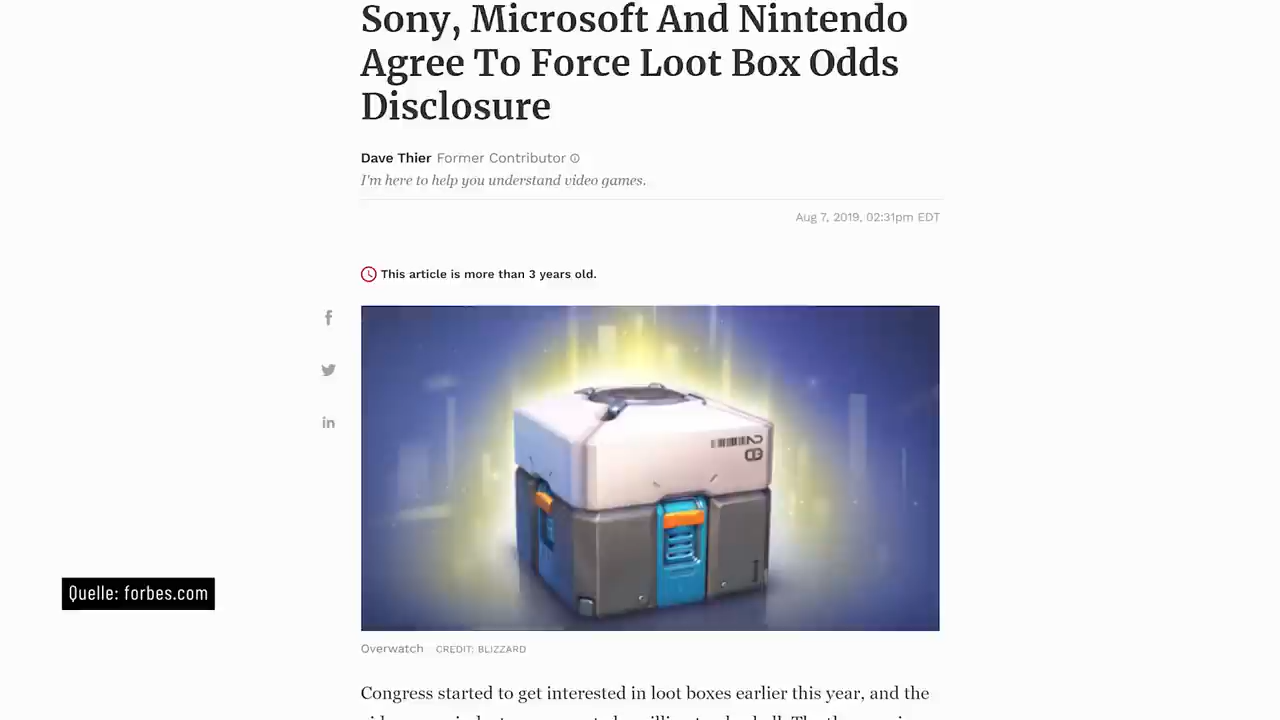 Sony, Microsoft And Nintendo
Agree To Force Loot Box Odds
Disclosure
Dave Thier Former Contributor
I'm here to help you understand video games.
Aug 7, 2019, 02:31pm EDT
This article is more than 3 years old.
Quelle: forbes.com
Overwatch CREDIT: BLIZZARD
Congress started to get interested in loot boxes earlier this year, and the